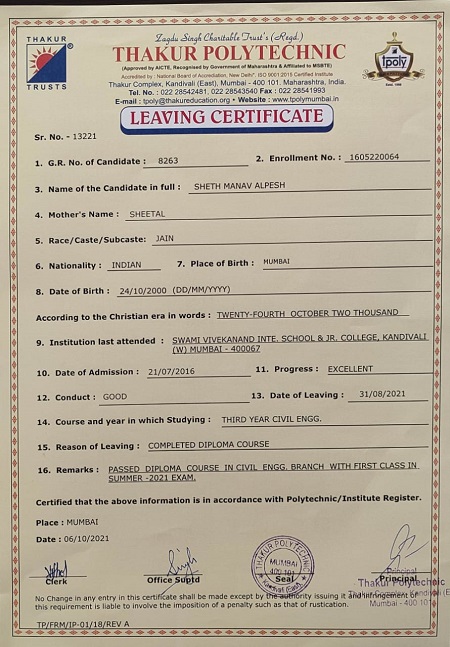 THAKUR
TRUSTS
Zagdu Singh Charitable Trust's (Regd.)
THAKUR POLYTECHNIC
(Approved by AICTE, Recognised by Government of Maharashtra & Affiliated to MSBTE)
Accredited by : National Board of Accreditation, New Delhi*, ISO 9001:2015 Certified Institute
Thakur Complex, Kandivali (East), Mumbai - 400 101. Maharashtra, India.
Tel. No. : 022 28542481, 022 28543540 Fax : 022 28541993
E-mail : tpoly@thakureducation.org • Website : www.tpolymumbai.in
tpoly
LEAVING CERTIFICATE
Sr. No. - 13221
1. G.R. No. of Candidate : 8263 2. Enrollment No. : 1605220064
3. Name of the Candidate in full : SHETH MANAV ALPESH
4. Mother's Name : SHEETAL
5. Race/Caste/Subcaste: JAIN
6. Nationality : INDIAN 7. Place of Birth : MUMBAI
8. Date of Birth : 24/10/2000 (DD/MM/YYYY)
According to the Christian era in words : TWENTY-FOURTH OCTOBER TWO THOUSAND
9. Institution last attended : SWAMI VIVEKANAND INTE. SCHOOL & JR. COLLEGE, KANDIVALI
(W) MUMBAI - 400067
10. Date of Admission : 21/07/2016 11. Progress : EXCELLENT
12. Conduct : GOOD 13. Date of Leaving : 31/08/2021
14. Course and year in which Studying : THIRD YEAR CIVIL ENGG.
15. Reason of Leaving : COMPLETED DIPLOMA COURSE
16. Remarks : PASSED DIPLOMA COURSE IN CIVIL ENGG. BRANCH WITH FIRST CLASS IN
SUMMER -2021 EXAM.
Certified that the above information is in accordance with Polytechnic/Institute Register.
Place : MUMBAI
Date : 06/10/2021
THAKUR POLYTECHNIC
MUMBAI
400 101
Kandivali (East)
Clerk Office Suptd Seal Principal
Principal
Thakur Polytechnic
Thakur Complex, Kandivali (E
Mumbai - 400 101
No Change in any entry in this certificate shall be made except by the authority issuing it and infringement of
this requirement is liable to involve the imposition of a penalty such as that of rustication.
TP/FRM/IP-01/18/REV A